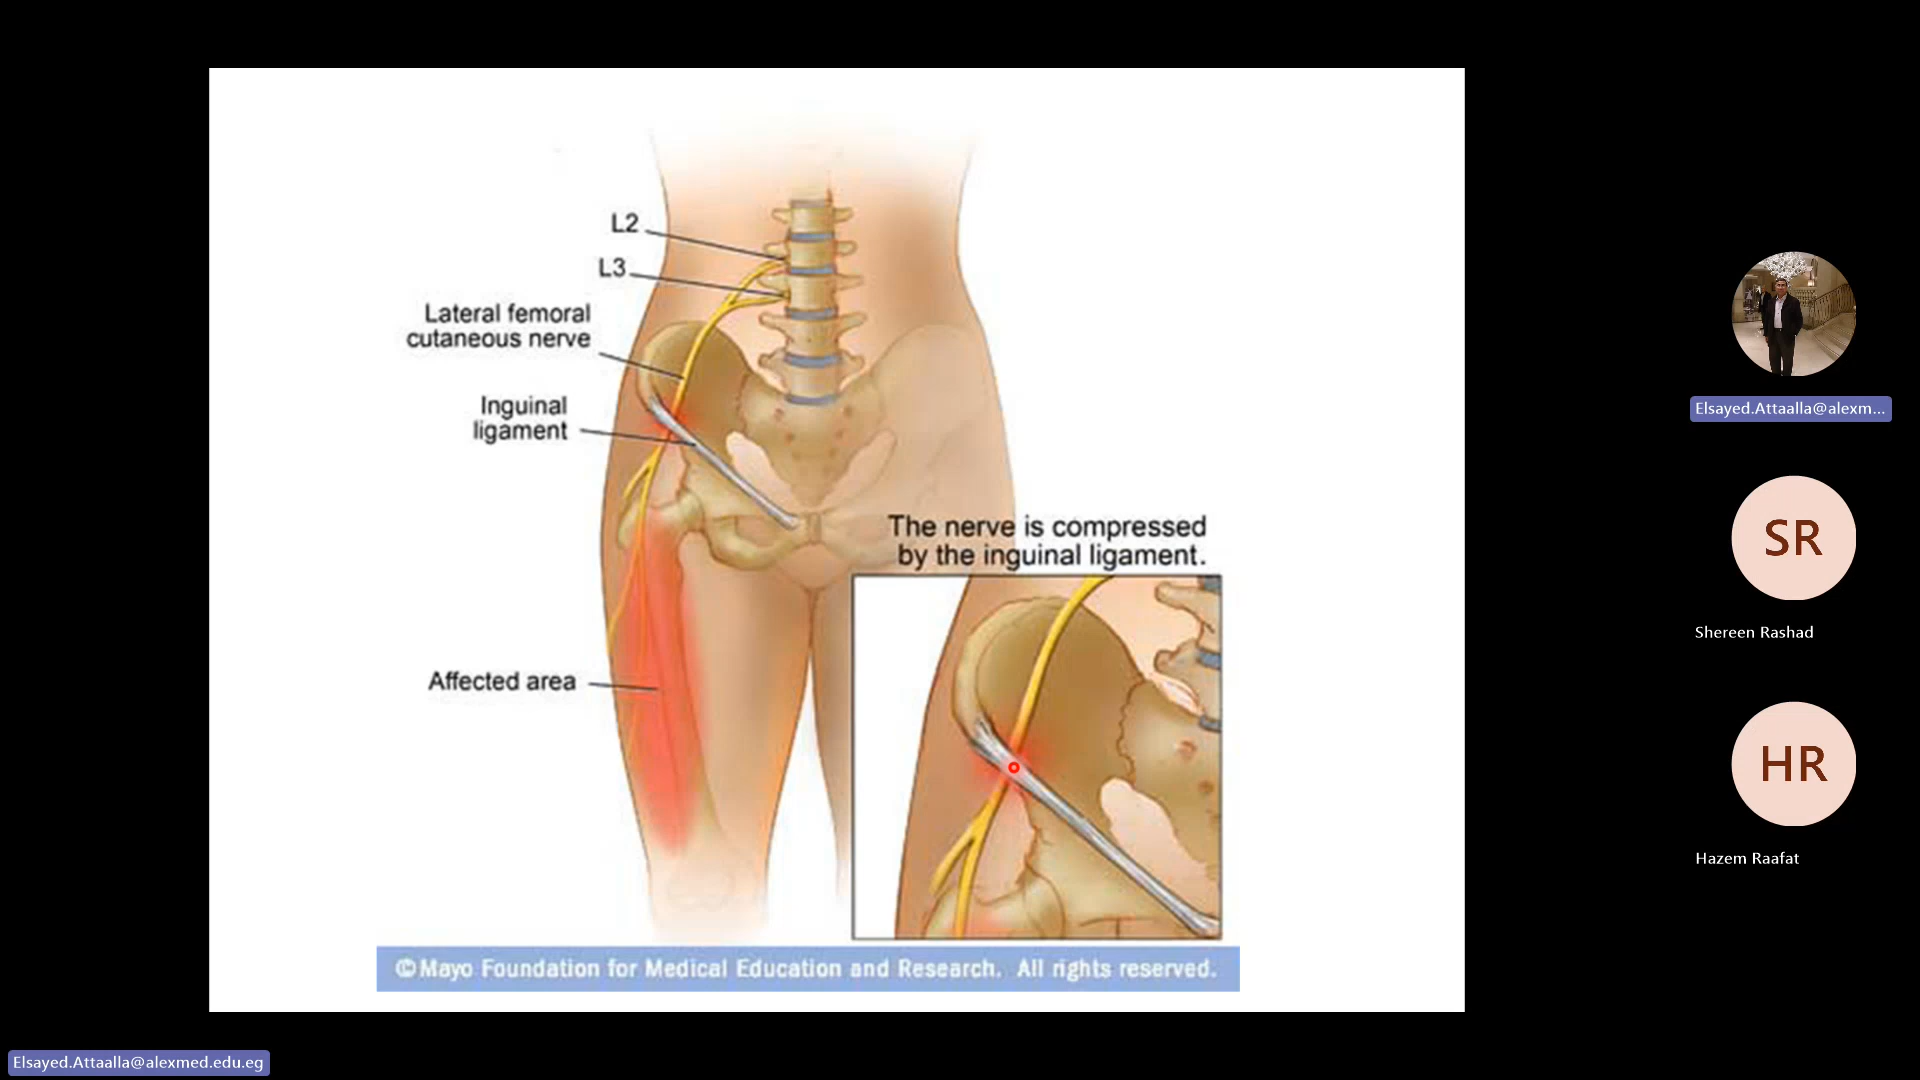 L2
L3
Lateral femoral
cutaneous nerve
Inguinal
ligament
The nerve is compressed
by the inguinal ligament.
Affected area
©Mayo Foundation for Medical Education and Research. All rights reserved.
Elsayed.Attaalla@alexm...
SR
Shereen Rashad
HR
Hazem Raafat
Elsayed.Attaalla@alexmed.edu.eg